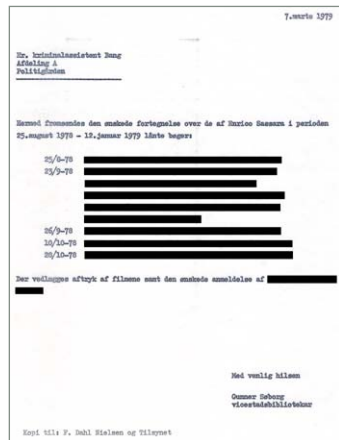 7.marts 1979
Hr. kriminalassistent Bang
Afdeling A
Politigården
Hermed fremsendes den ønskede fortegnelse over de af Enrico Sassara i perioden
25.august 1978 - 12.januar 1979 lånte bøger:
25/8-78
23/9-78
26/9-78
10/10-78
20/10-78
Der vedlægges aftryk af filmene samt den ønskede anmeldelse af
Med venlig hilsen
Gunner Søborg
vicestadsbibliotekar
Kopi til: F. Dahl Nielsen og Tilsynet